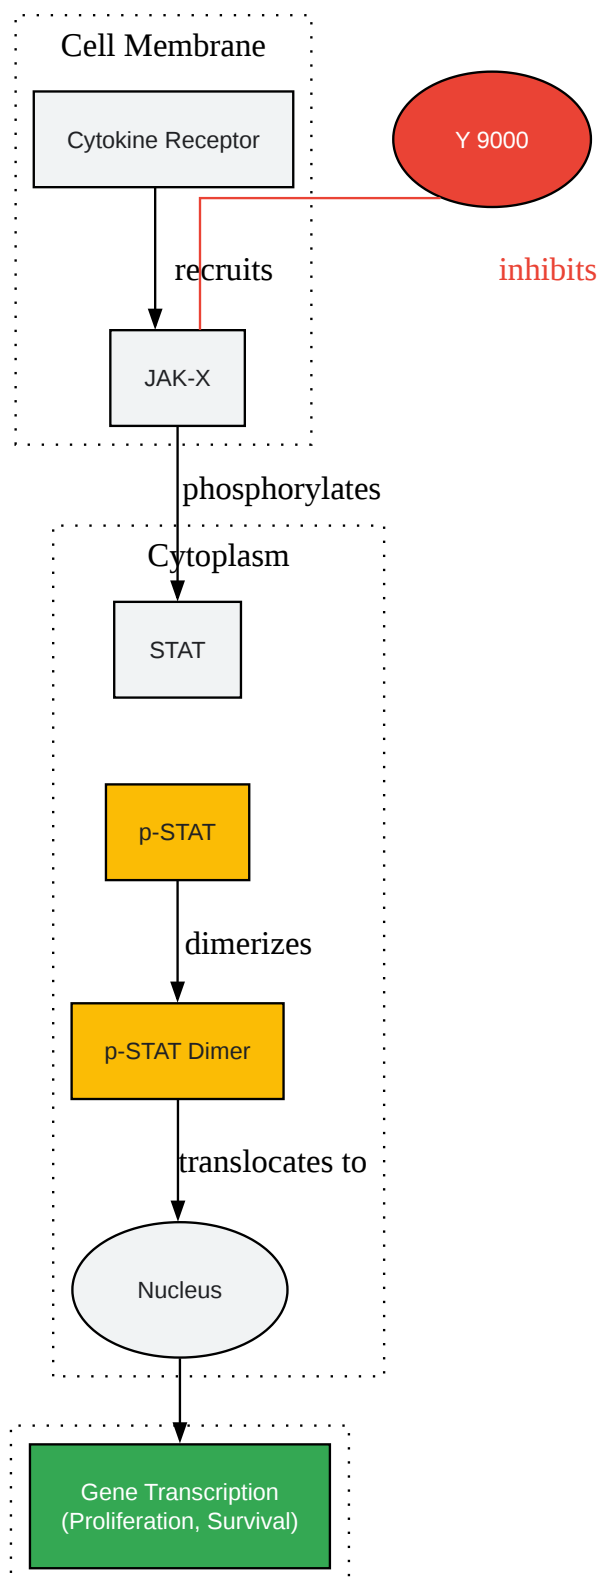 Cell Membrane
Cytokine Receptor
Y 9000
recruits
inhibits
JAK-X
phosphorylates
Cytoplasm
STAT
p-STAT
dimerizes
p-STAT Dimer
translocates to
Nucleus
Gene Transcription
(Proliferation, Survival)